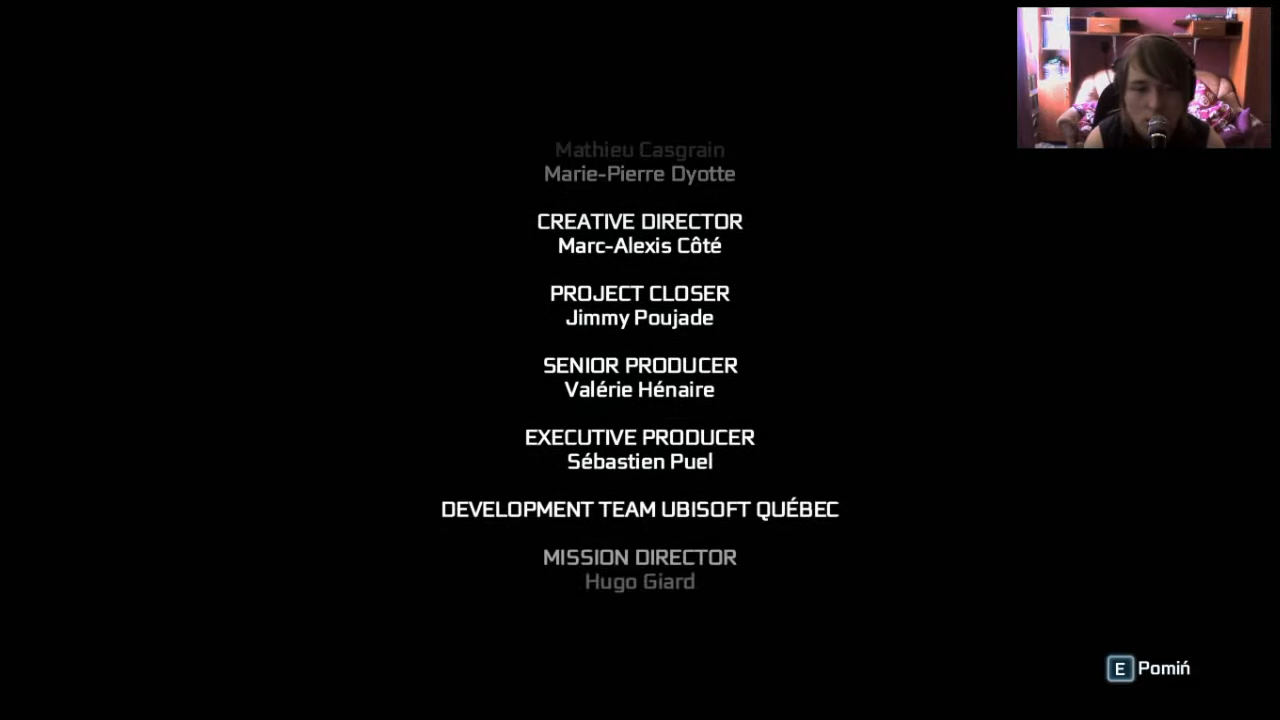 Mathieu Casgrain
Marie-Pierre Dyotte
CREATIVE DIRECTOR
Marc-Alexis Côté
PROJECT CLOSER
Jimmy Poujade
SENIOR PRODUCER
Valérie Hénaire
EXECUTIVE PRODUCER
Sébastien Puel
DEVELOPMENT TEAM UBISOFT QUÉBEC
MISSION DIRECTOR
Hugo Giard
E Pomiń